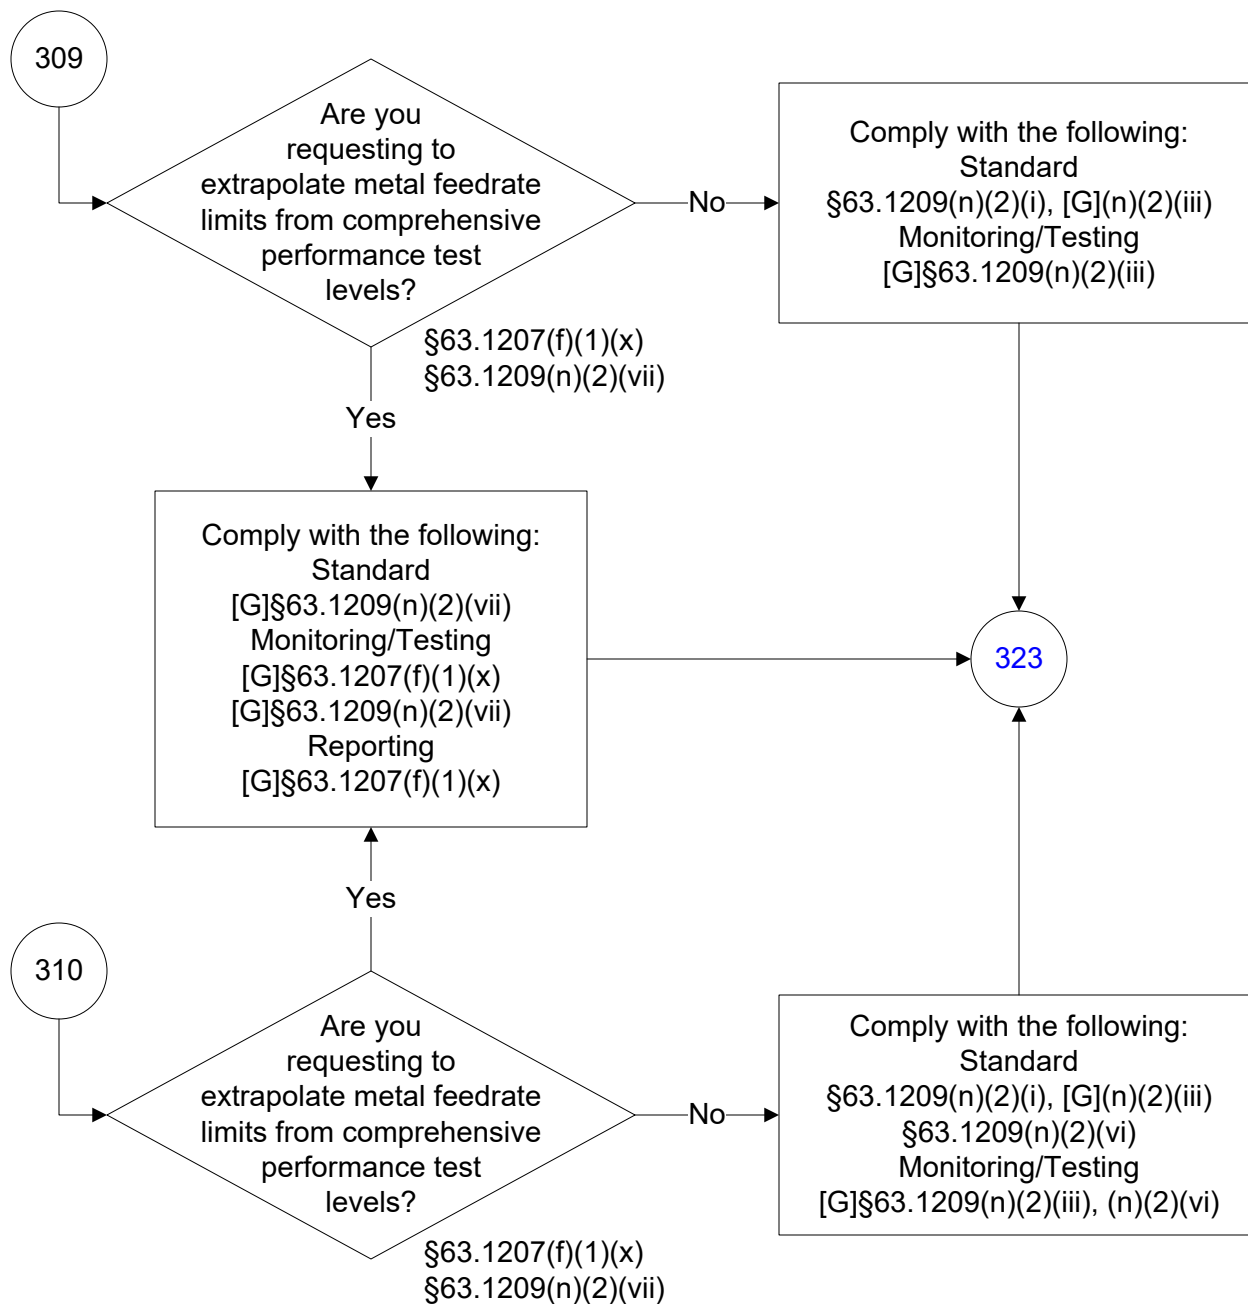 309
Are you
requesting to
extrapolate metal feedrate
limits from comprehensive
performance test
levels?
§63.1207(f)(1)(x)
§63.1209(n)(2)(vii)
No
Comply with the following:
Standard
§63.1209(n)(2)(i), [G](n)(2)(iii)
Monitoring/Testing
[G]§63.1209(n)(2)(iii)
Yes
Comply with the following:
Standard
[G]§63.1209(n)(2)(vii)
Monitoring/Testing
[G]§63.1207(f)(1)(x)
[G]§63.1209(n)(2)(vii)
Reporting
[G]§63.1207(f)(1)(x)
323
Yes
310
Are you
requesting to
extrapolate metal feedrate
limits from comprehensive
performance test
levels?
§63.1207(f)(1)(x)
§63.1209(n)(2)(vii)
No
Comply with the following:
Standard
§63.1209(n)(2)(i), [G](n)(2)(iii)
§63.1209(n)(2)(vi)
Monitoring/Testing
[G]§63.1209(n)(2)(iii), (n)(2)(vi)